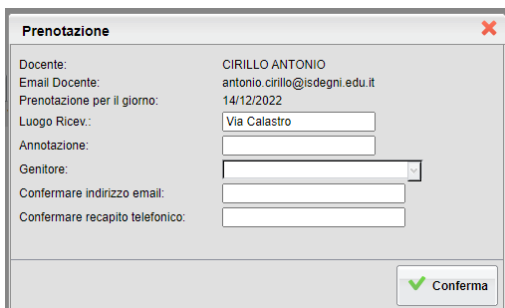 Prenotazione
Docente: CIRILLO ANTONIO
Email Docente: antonio.cirillo@isdegni.edu.it
Prenotazione per il giorno: 14/12/2022
Luogo Ricev.: Via Calastro
Annotazione:
Genitore:
Confermare indirizzo email:
Confermare recapito telefonico:
Conferma